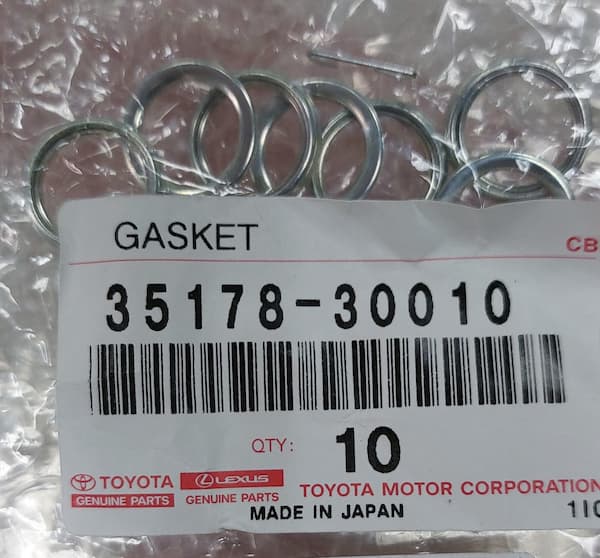 GASKET
CB
35178-30010
QTY: 10
TOYOTA LEXUS
GENUINE PARTS GENUINE PARTS
TOYOTA MOTOR CORPORATION
MADE IN JAPAN